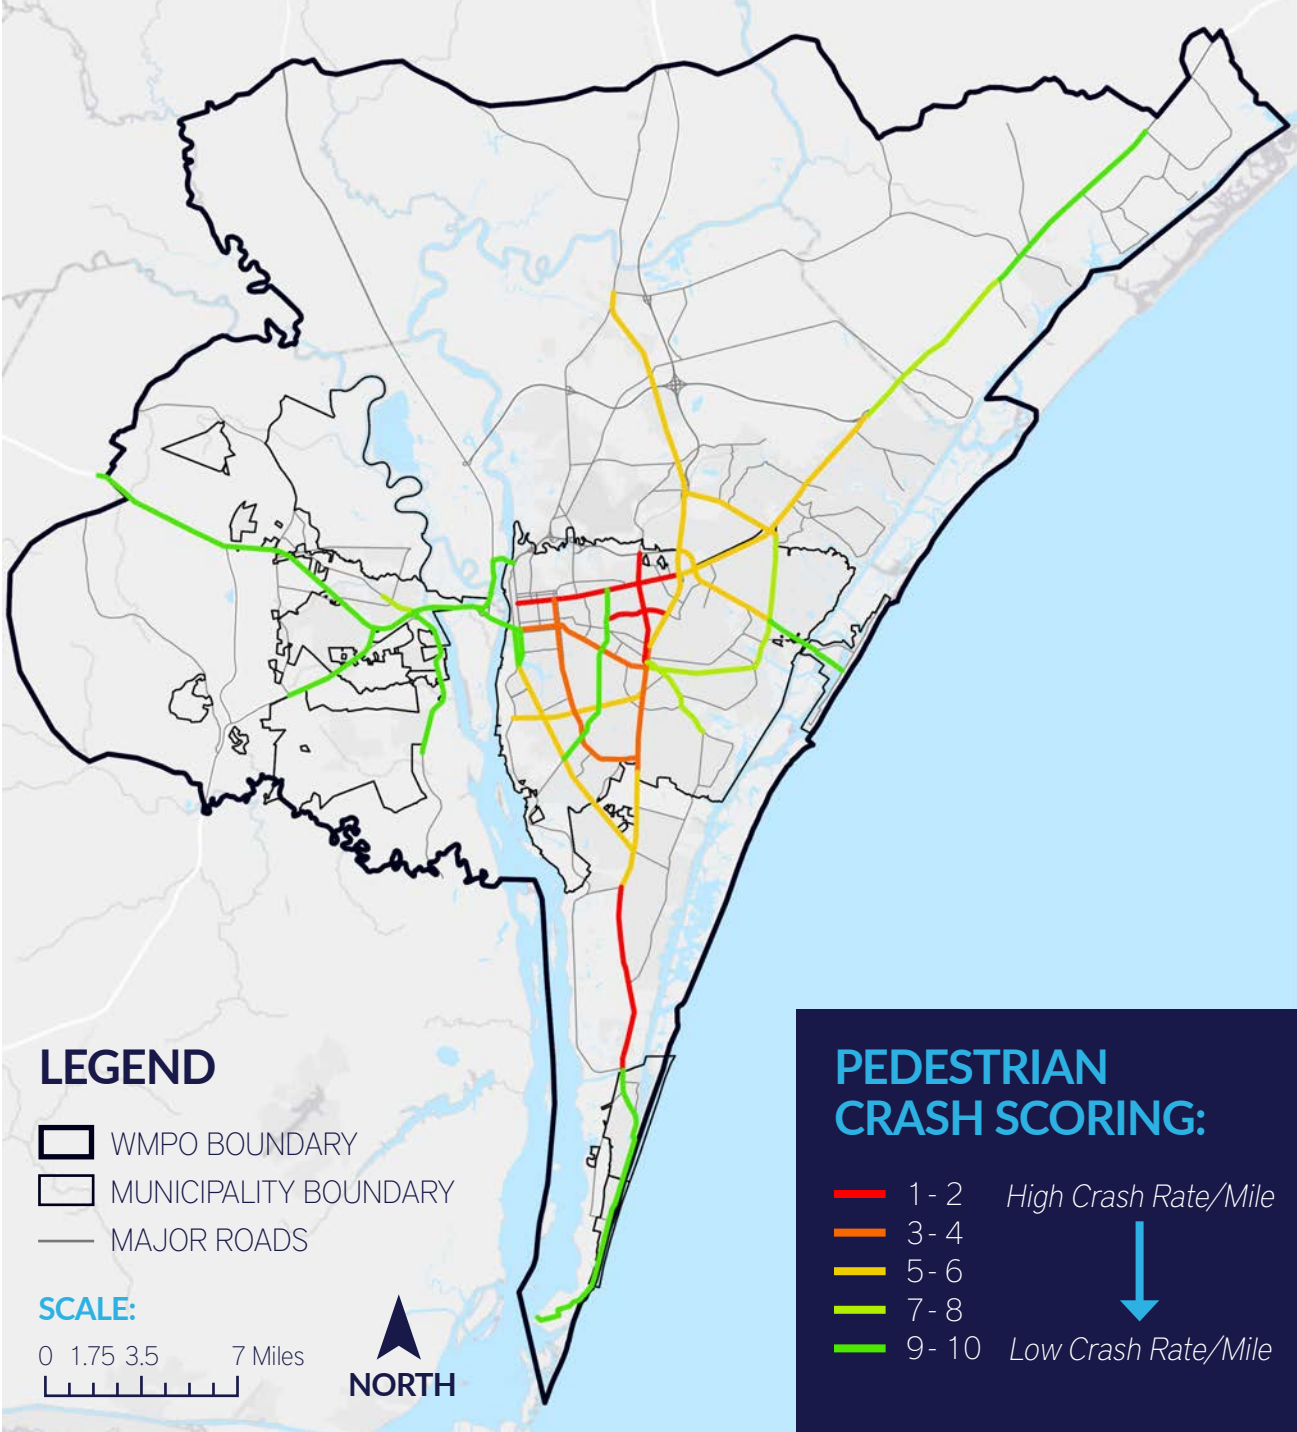 LEGEND
WMPO BOUNDARY
MUNICIPALITY BOUNDARY
MAJOR ROADS
SCALE:
0 1.75 3.5 7 Miles
NORTH
PEDESTRIAN
CRASH SCORING:
1 - 2 High Crash Rate/Mile
3 - 4
5 - 6
7 - 8
9 - 10 Low Crash Rate/Mile